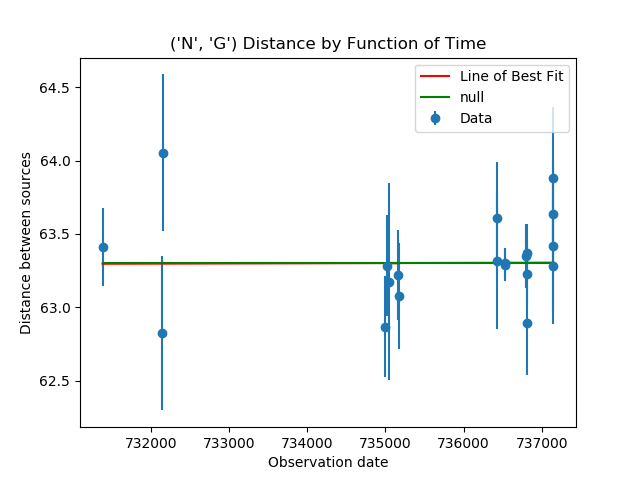 ('N', 'G') Distance by Function of Time
Line of Best Fit
null
Data
Distance between sources
64.5
64.0
63.5
63.0
62.5
732000 733000 734000 735000 736000 737000
Observation date